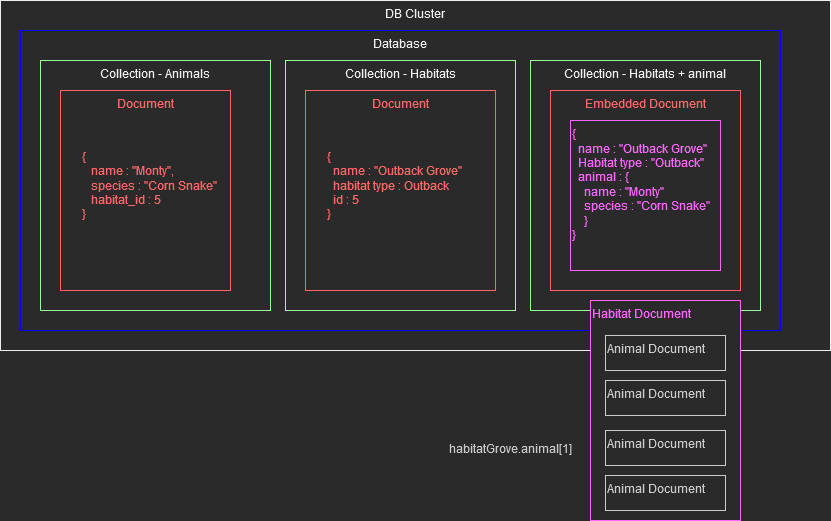 DB Cluster
Database
Collection - Animals
Document
{
name : "Monty",
species : "Corn Snake"
habitat_id : 5
}
Collection - Habitats
Document
{
name : "Outback Grove"
habitat type : Outback
id : 5
}
Collection - Habitats + animal
Embedded Document
{
name : "Outback Grove"
Habitat type : "Outback"
animal : {
name : "Monty"
species : "Corn Snake"
}
}
Habitat Document
Animal Document
Animal Document
habitatGrove.animal[1]
Animal Document
Animal Document